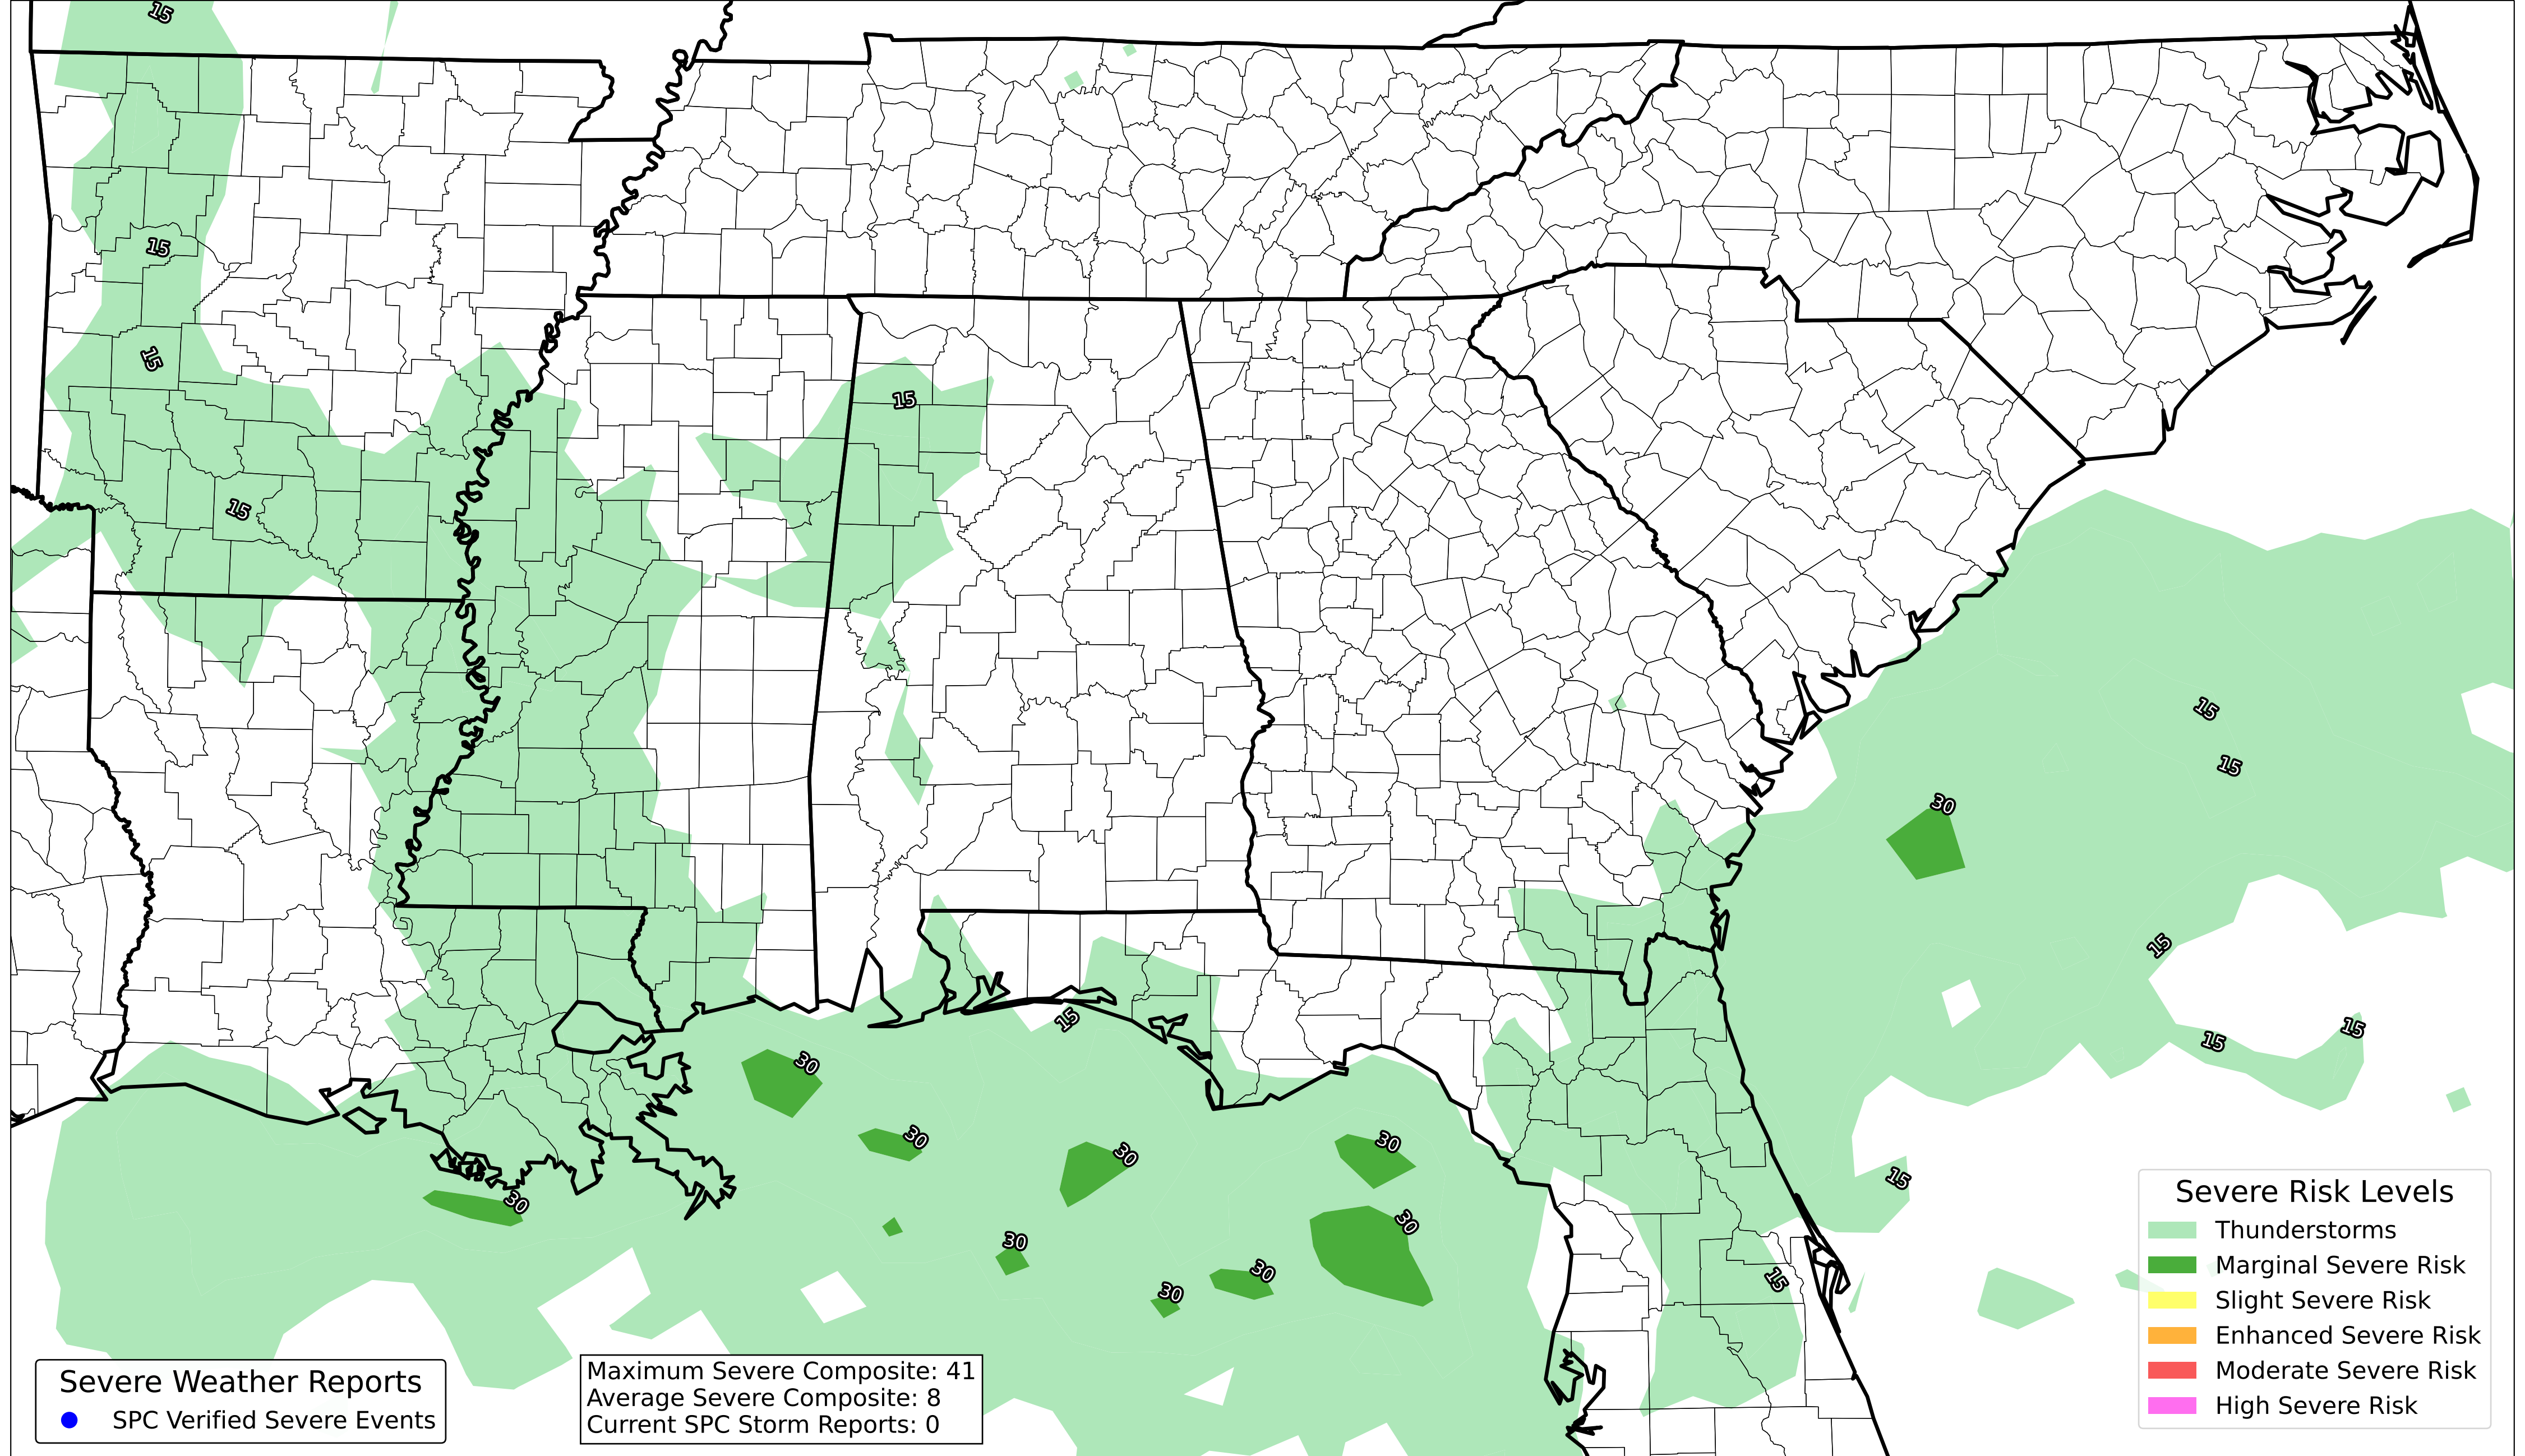 15
15
15
15
15
15
15
30
15
15
15
15
15
30
30
30
30
15
30
30
30
30
30
15
Severe Risk Levels
Thunderstorms
Marginal Severe Risk
Slight Severe Risk
Enhanced Severe Risk
Moderate Severe Risk
High Severe Risk
Severe Weather Reports
SPC Verified Severe Events
Maximum Severe Composite: 41
Average Severe Composite: 8
Current SPC Storm Reports: 0